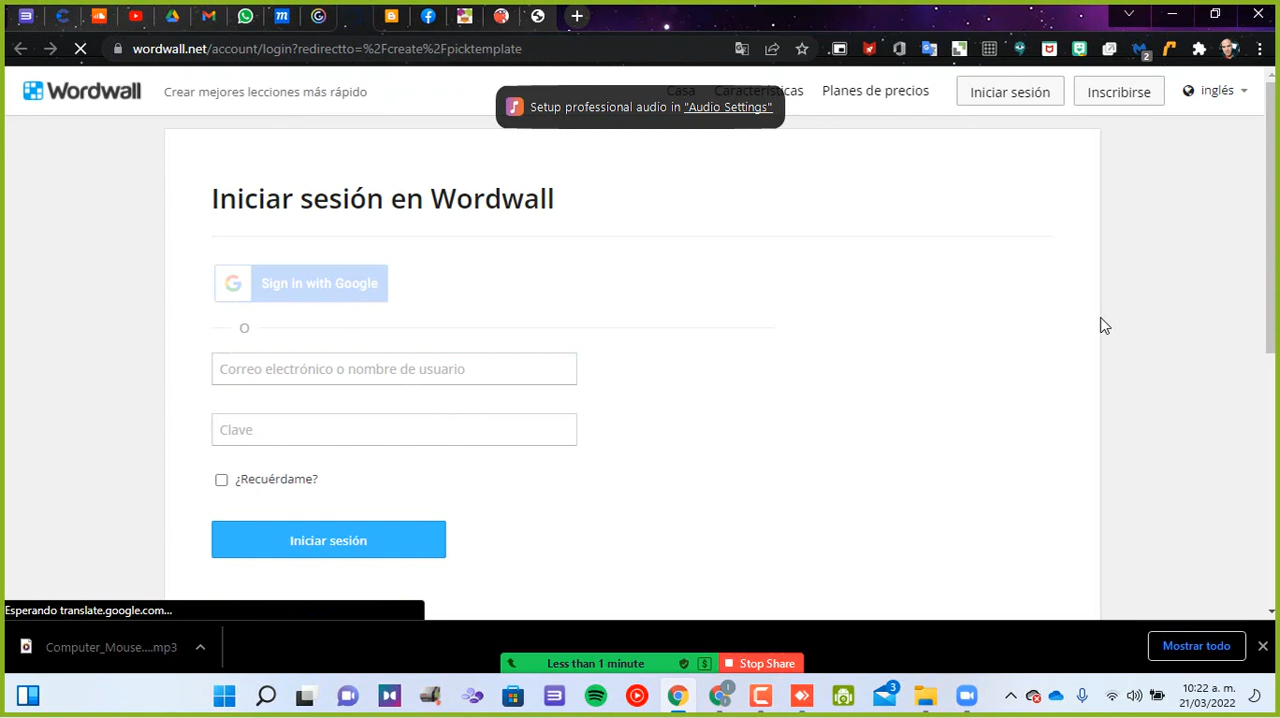 wordwall.net/account/login?redirectto=%2Fcreate%2Fpicktemplate
2
Wordwall
Crear mejores lecciones más rápido
Casa
Características
Planes de precios
Iniciar sesión
Inscribirse
inglés
Setup professional audio in "Audio Settings"
Iniciar sesión en Wordwall
Sign in with Google
O
Correo electrónico o nombre de usuario
Clave
¿Recuérdame?
Iniciar sesión
Esperando translate.google.com...
Computer_Mouse....mp3
Mostrar todo
Less than 1 minute
Stop Share
3
10:22 a. m.
21/03/2022